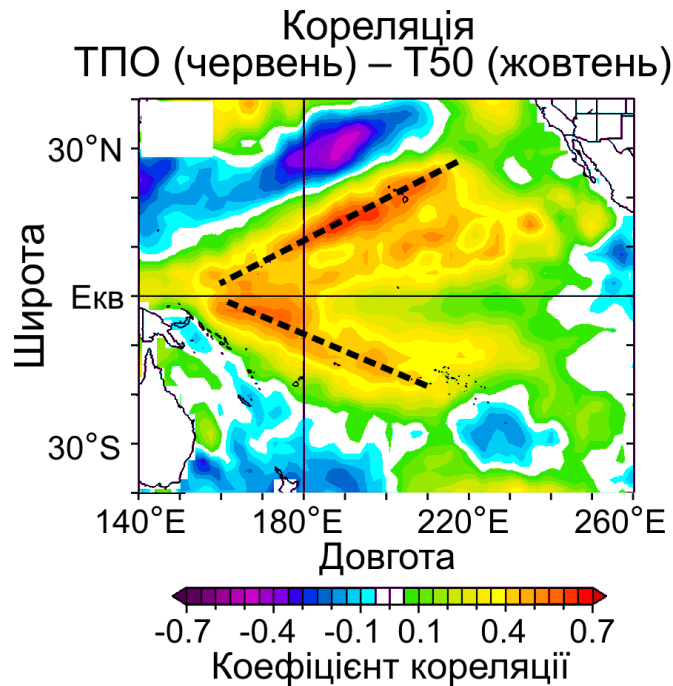 Кореляція
ТПО (червень) – Т50 (жовтень)
30°N
Екв
30°S
Широта
140°E 180°E 220°E 260°E
Довгота
-0.7 -0.4 -0.1 0.1 0.4 0.7
Коефіцієнт кореляції